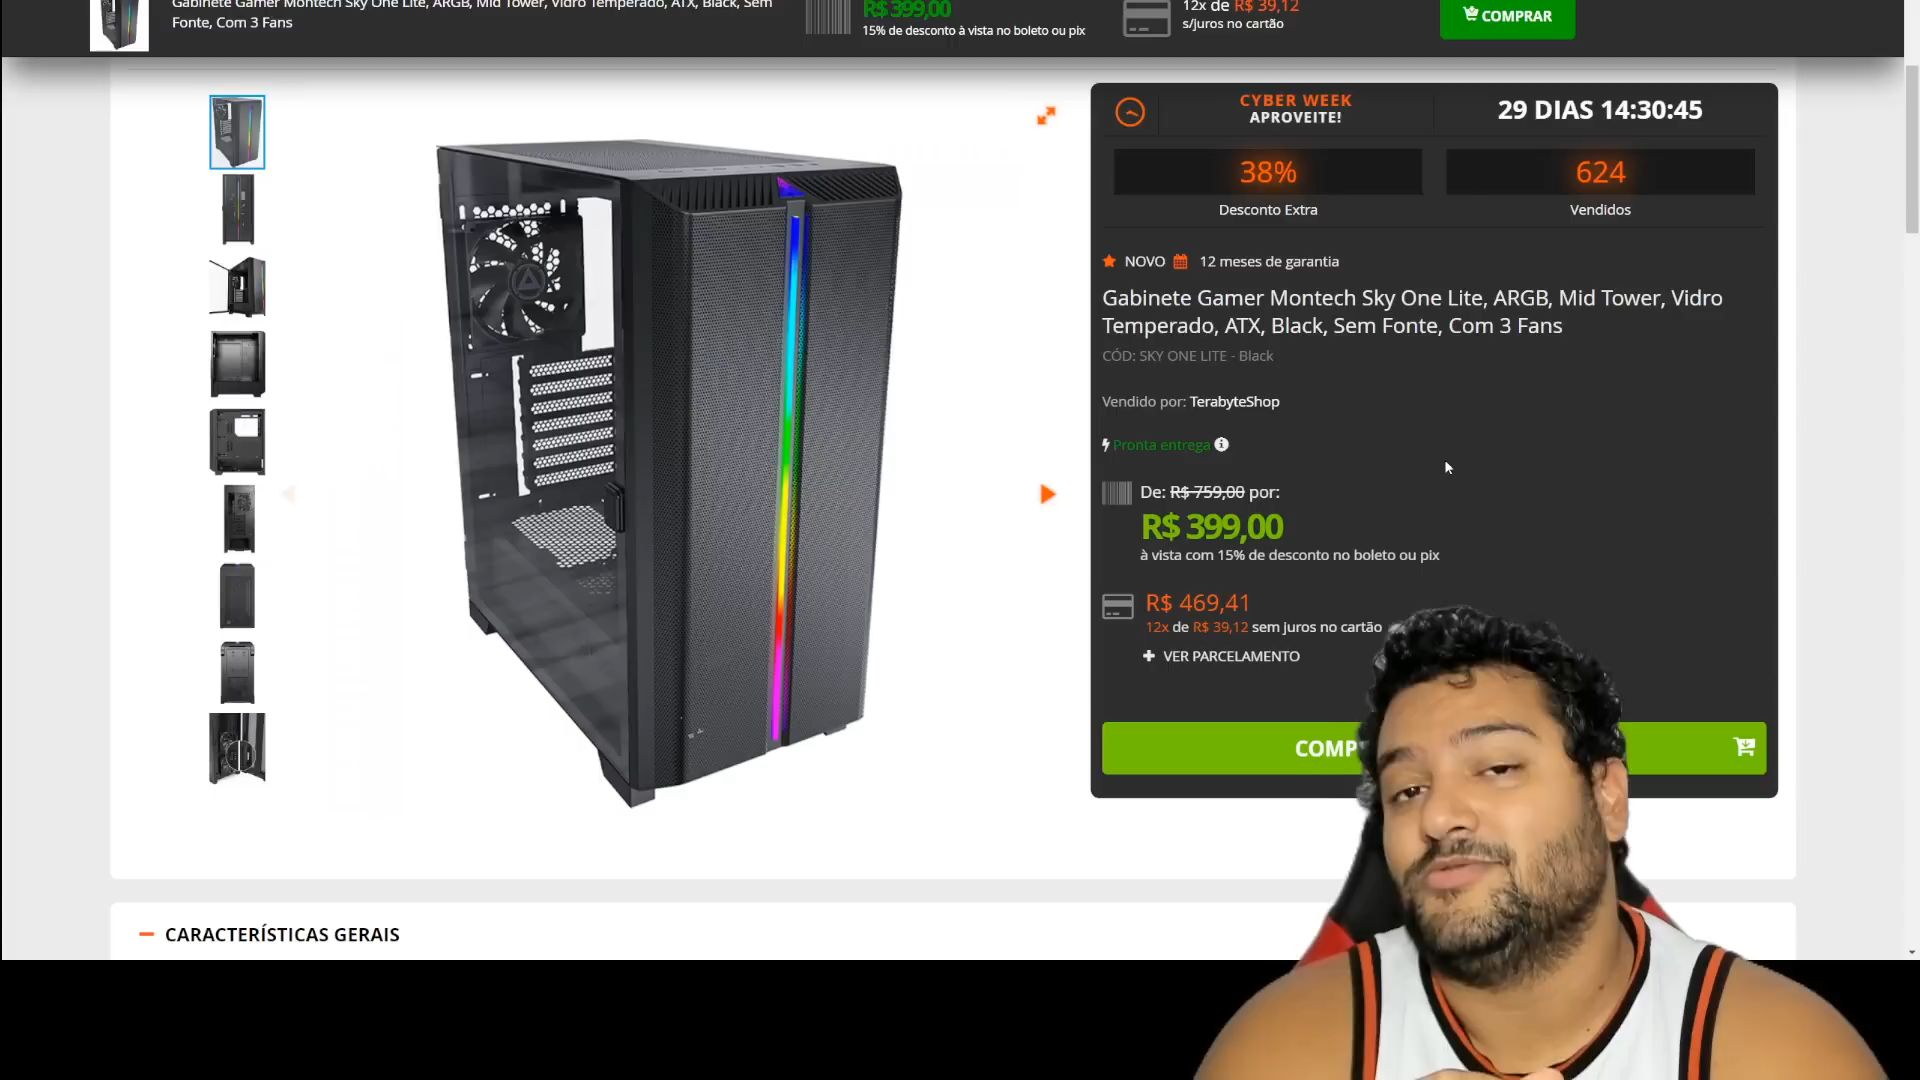 Gabinete Gamer Montech Sky One Lite, ARGB, Mid Tower, Vidro Temperado, ATX, Black, Sem
Fonte, Com 3 Fans
R$ 399,00
15% de desconto à vista no boleto ou pix
12x de R$ 39,12
s/juros no cartão
COMPRAR
CYBER WEEK
APROVEITE!
29 DIAS 14:30:45
38%
Desconto Extra
624
Vendidos
NOVO 12 meses de garantia
Gabinete Gamer Montech Sky One Lite, ARGB, Mid Tower, Vidro
Temperado, ATX, Black, Sem Fonte, Com 3 Fans
CÓD: SKY ONE LITE - Black
Vendido por: TerabyteShop
Pronta entrega
De: R$ 759,00 por:
R$ 399,00
à vista com 15% de desconto no boleto ou pix
R$ 469,41
12x de R$ 39,12 sem juros no cartão
+ VER PARCELAMENTO
COMP
CARACTERÍSTICAS GERAIS